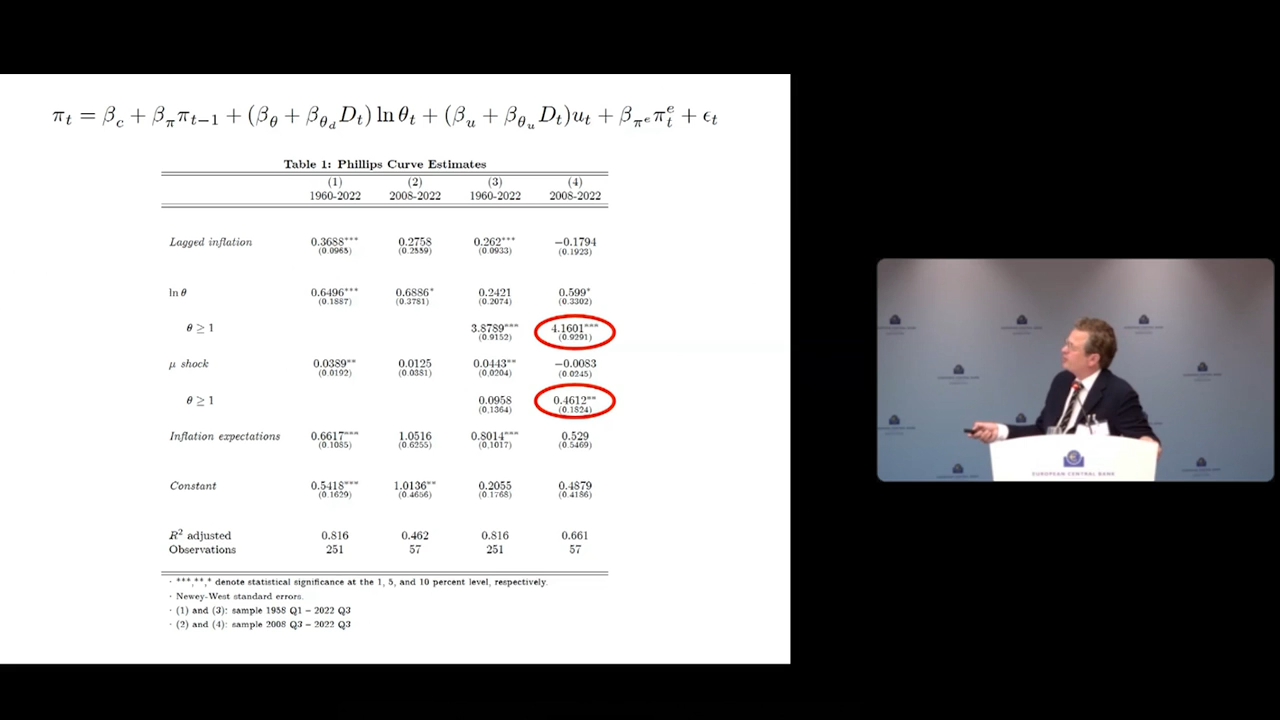 π_t = β_c + β_π π_{t−1} + (β_θ + β_{θ_d} D_t) ln θ_t + (β_u + β_{θ_u} D_t)u_t + β_{π^e} π_t^e + ϵ_t
Table 1: Phillips Curve Estimates
(1) (2) (3) (4)
1960-2022 2008-2022 1960-2022 2008-2022
Lagged inflation 0.3688*** 0.2758 0.262*** −0.1794
(0.0965) (0.2559) (0.0933) (0.1923)
ln θ 0.6496*** 0.6886* 0.2421 0.599*
(0.1887) (0.3781) (0.2074) (0.3302)
θ ≥ 1 3.8789*** 4.1601***
(0.9152) (0.9291)
μ shock 0.0389** 0.0125 0.0443** −0.0083
(0.0192) (0.0381) (0.0204) (0.0245)
θ ≥ 1 0.0958 0.4612**
(0.1364) (0.1824)
Inflation expectations 0.6617*** 1.0516 0.8014*** 0.529
(0.1085) (0.6255) (0.1017) (0.5469)
Constant 0.5418*** 1.0136** 0.2055 0.4879
(0.1629) (0.4656) (0.1768) (0.4186)
R² adjusted 0.816 0.462 0.816 0.661
Observations 251 57 251 57
· ***,**,* denote statistical significance at the 1, 5, and 10 percent level, respectively.
· Newey-West standard errors.
· (1) and (3): sample 1958 Q1 – 2022 Q3
· (2) and (4): sample 2008 Q3 – 2022 Q3
EUROPEAN CENTRAL BANK